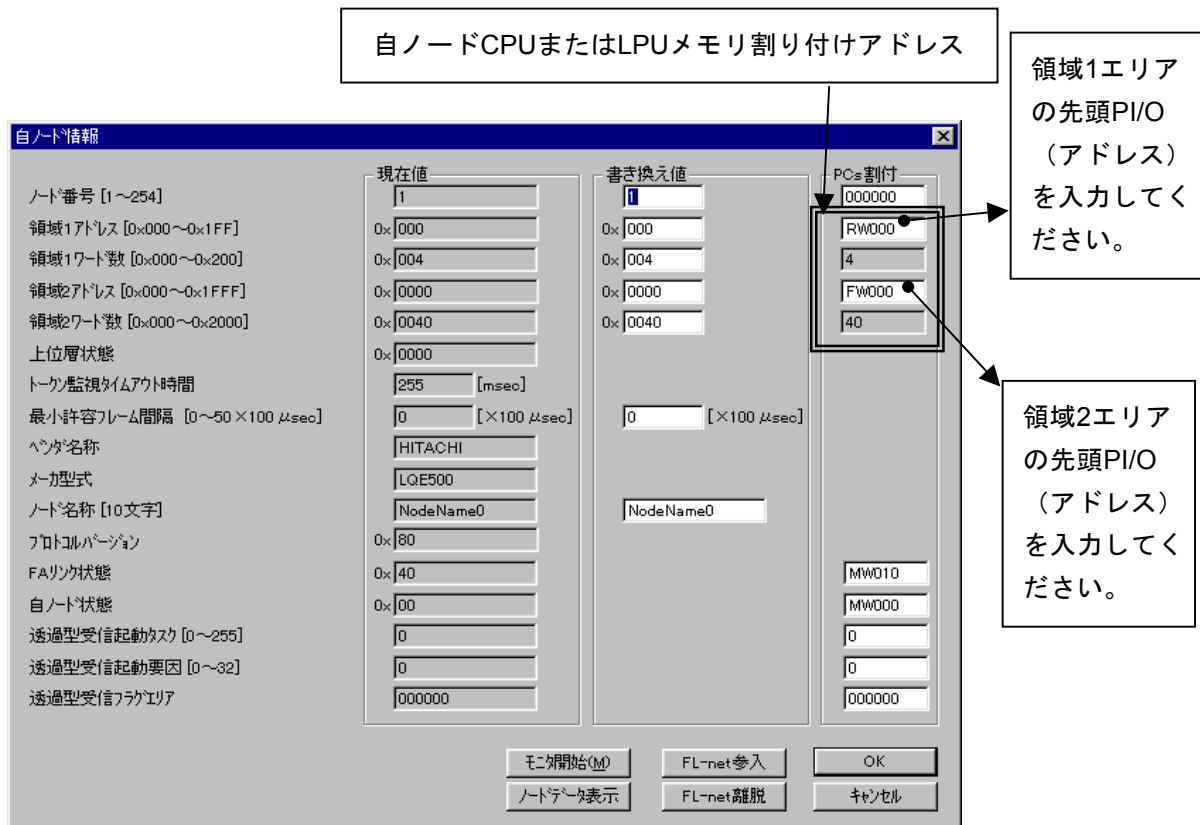 自ノードCPUまたはLPUメモリ割り付けアドレス
領域1エリア
の先頭PI/O
（アドレス）
を入力してく
ださい。
自ノード情報
現在値 書き換え値 PCs割付
ノード番号 [1～254] 1 1 000000
領域1アドレス [0x000～0x1FF] 0x 000 0x 000 RW000
領域1ワード数 [0x000～0x200] 0x 004 0x 004 4
領域2アドレス [0x000～0x1FFF] 0x 0000 0x 0000 FW000
領域2ワード数 [0x000～0x2000] 0x 0040 0x 0040 40
上位層状態 0x 0000
トークン監視タイムアウト時間 255 [msec]
最小許容フレーム間隔 [0～50×100μsec] 0 [×100μsec] 0 [×100μsec]
ベンダ名称 HITACHI
メーカ型式 LQE500
ノード名称 [10文字] NodeName0 NodeName0
プロトコルバージョン 0x 80
FAリンク状態 0x 40 MW010
自ノード状態 0x 00 MW000
透過型受信起動タスク [0～255] 0 0
透過型受信起動要因 [0～32] 0 0
透過型受信フラグエリア 000000 000000
モニタ開始(M) FL-net参入 OK
ノードデータ表示 FL-net離脱 キャンセル
領域2エリア
の先頭PI/O
（アドレス）
を入力してく
ださい。